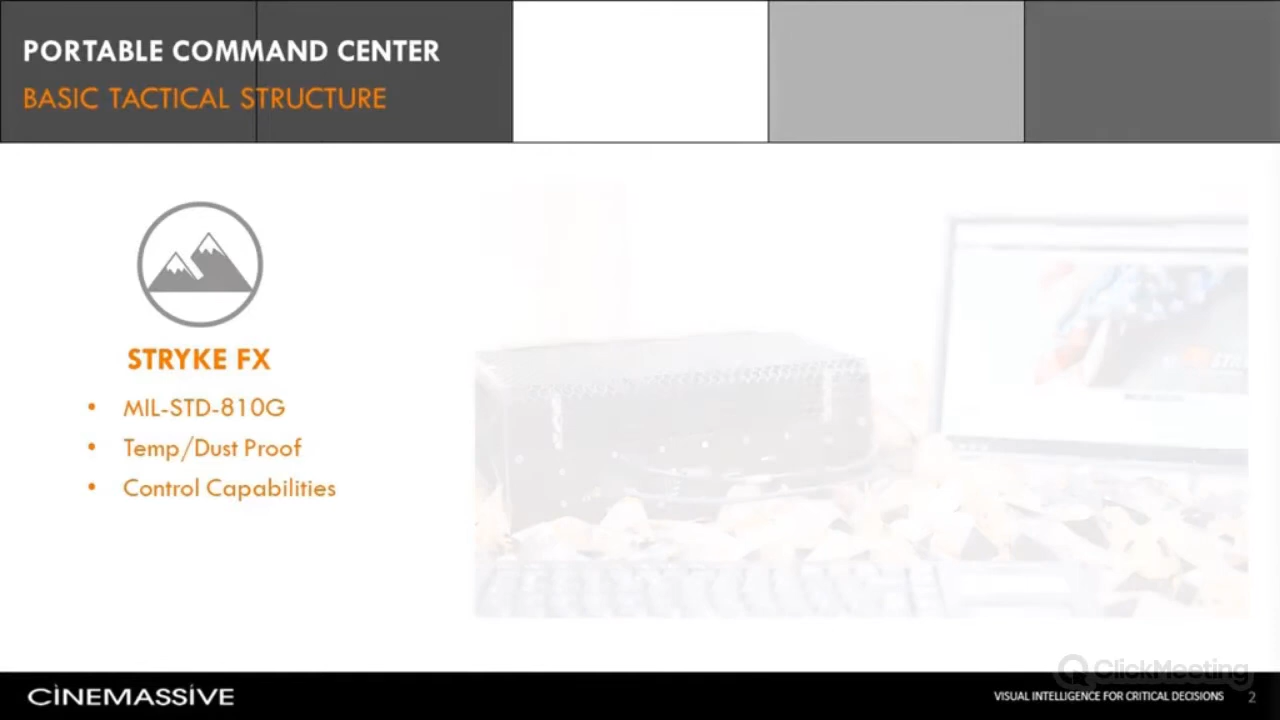 PORTABLE COMMAND CENTER
BASIC TACTICAL STRUCTURE
STRYKE FX
• MIL-STD-810G
• Temp/Dust Proof
• Control Capabilities
ClickMeeting
CINEMASSIVE
VISUAL INTELLIGENCE FOR CRITICAL DECISIONS 2